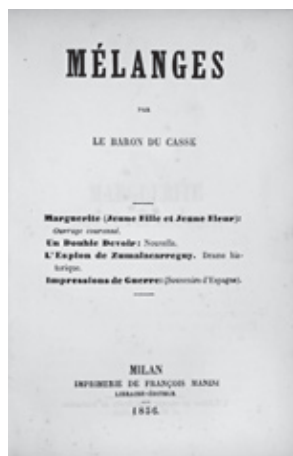 MÉLANGES
PAR
LE BARON DU CASSE
Marguerite (Jeune Fille et Jeune Fleur):
Ouvrage couronné.
Un Double Devoir: Nouvelle.
L'Espion de Zumalacarreguy. Drame his-
torique.
Impressions de Guerre: (Souvenirs d'Espagne).
MILAN
IMPRIMERIE DE FRANÇOIS MANINI
LIBRAIRE-ÉDITEUR
1856.